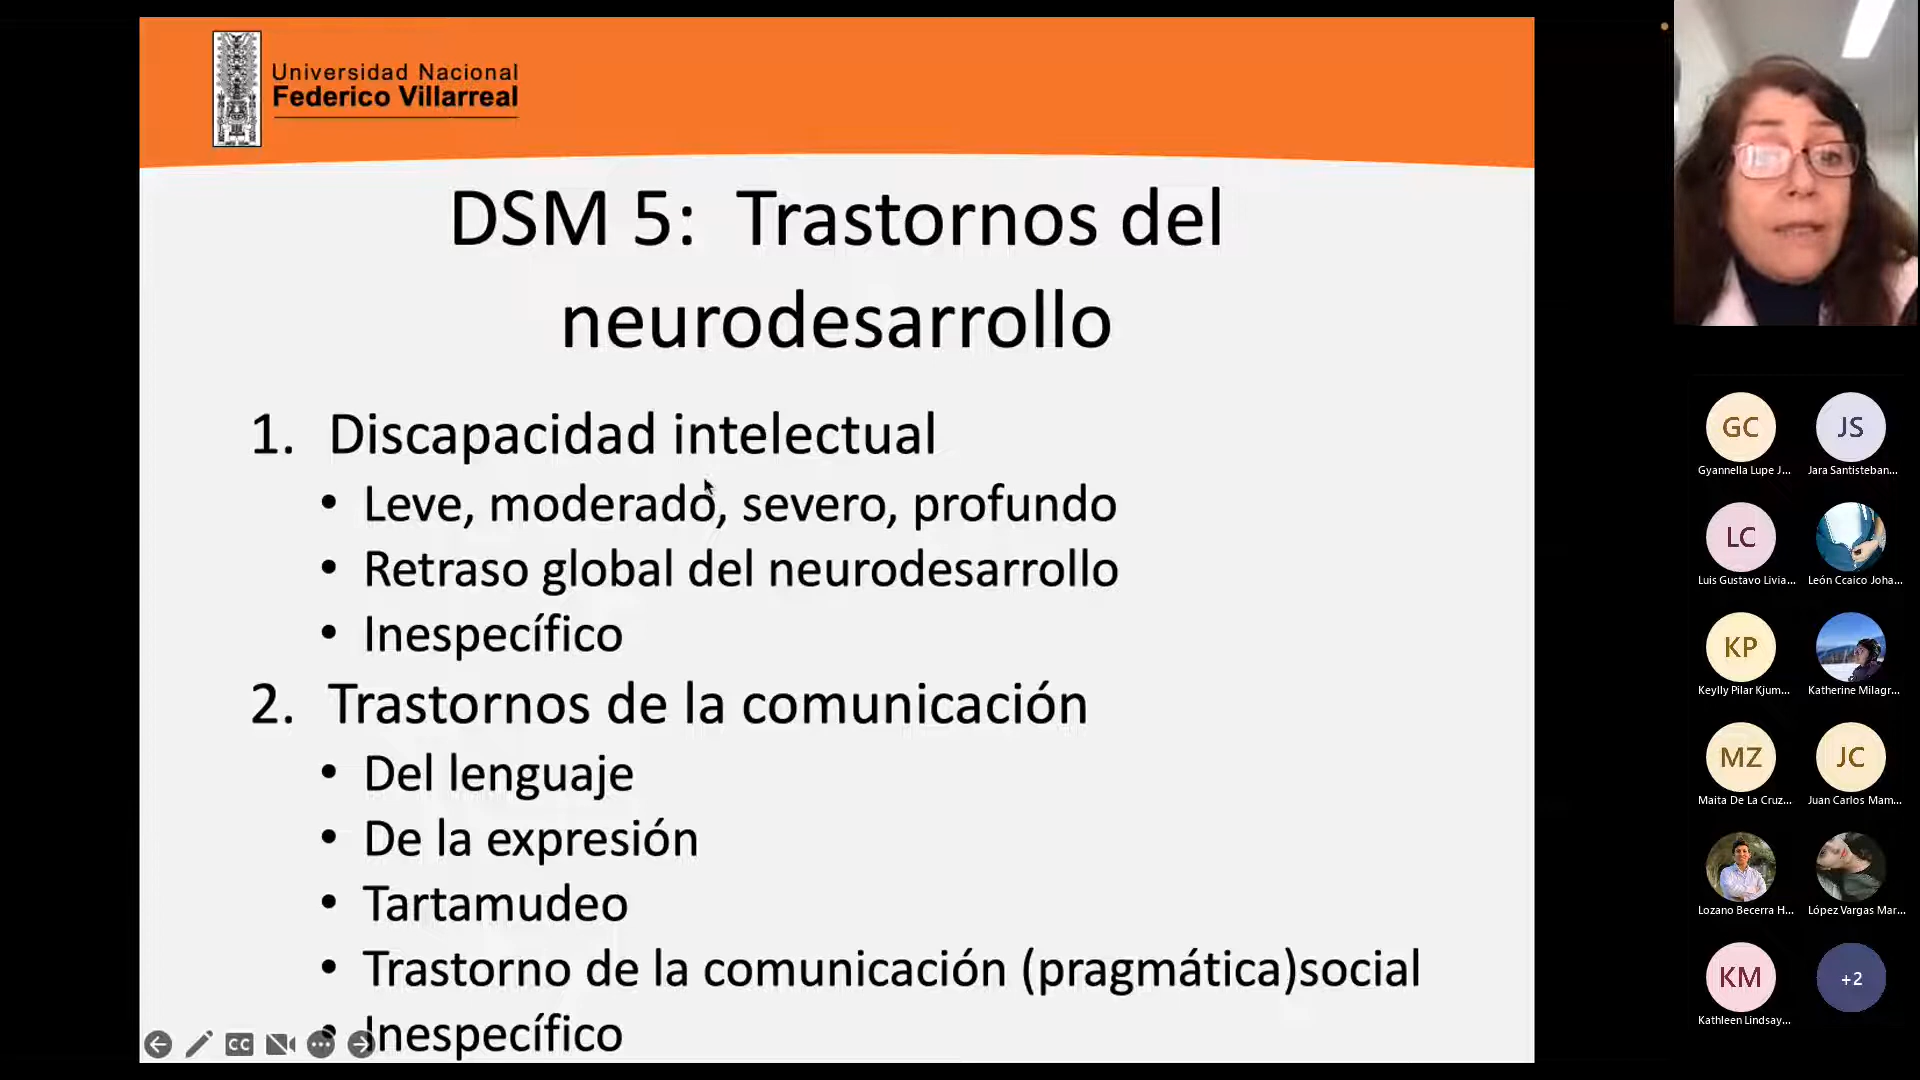 Universidad Nacional
Federico Villarreal
DSM 5: Trastornos del
neurodesarrollo
1. Discapacidad intelectual
• Leve, moderado, severo, profundo
• Retraso global del neurodesarrollo
• Inespecífico
2. Trastornos de la comunicación
• Del lenguaje
• De la expresión
• Tartamudeo
• Trastorno de la comunicación (pragmática)social
• Inespecífico
CC
GC
JS
Gyannella Lupe J...
Jara Santisteban...
LC
Luis Gustavo Livia...
León Ccaico Joha...
KP
Keylly Pilar Kjum...
Katherine Milagr...
MZ
JC
Maita De La Cruz...
Juan Carlos Mam...
Lozano Becerra H...
López Vargas Mar...
KM
+2
Kathleen Lindsay...